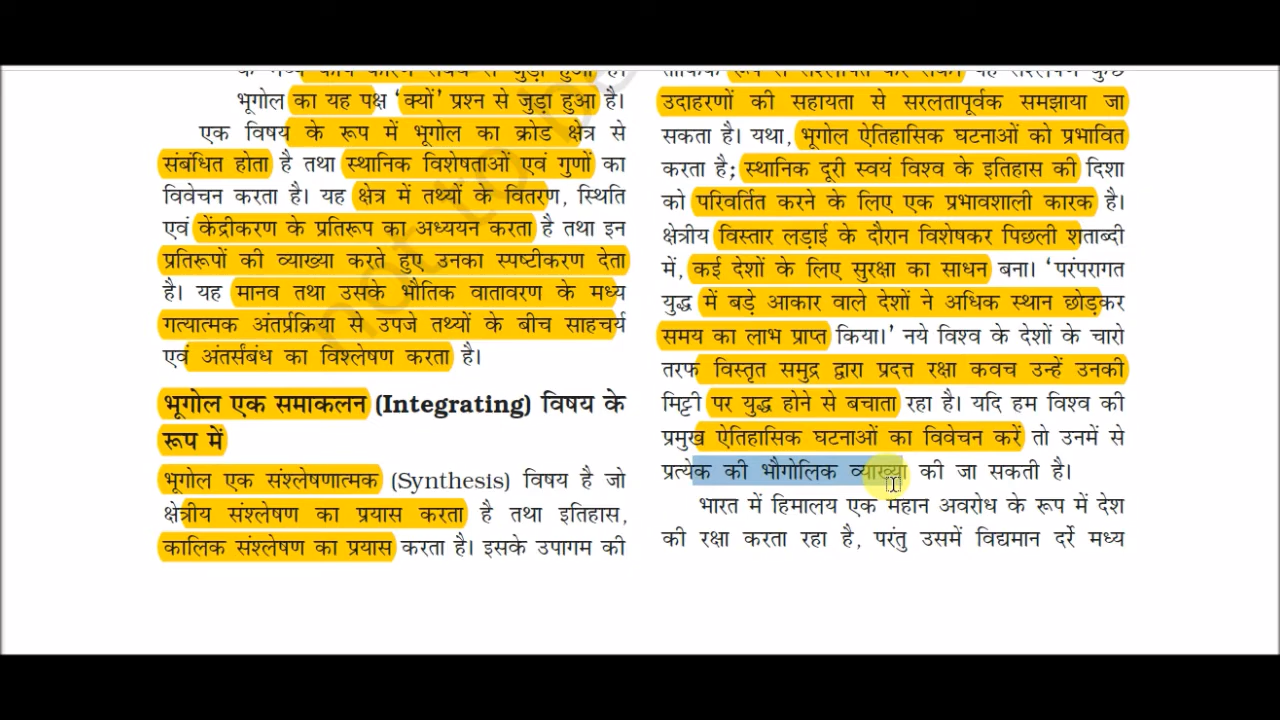 भूगोल का यह पक्ष 'क्यों' प्रश्न से जुड़ा हुआ है।
एक विषय के रूप में भूगोल का क्रोड क्षेत्र से
संबंधित होता है तथा स्थानिक विशेषताओं एवं गुणों का
विवेचन करता है। यह क्षेत्र में तथ्यों के वितरण, स्थिति
एवं केंद्रीकरण के प्रतिरूप का अध्ययन करता है तथा इन
प्रतिरूपों की व्याख्या करते हुए उनका स्पष्टीकरण देता
है। यह मानव तथा उसके भौतिक वातावरण के मध्य
गत्यात्मक अंतर्प्रक्रिया से उपजे तथ्यों के बीच साहचर्य
एवं अंतर्संबंध का विश्लेषण करता है।
भूगोल एक समाकलन (Integrating) विषय के
रूप में
भूगोल एक संश्लेषणात्मक (Synthesis) विषय है जो
क्षेत्रीय संश्लेषण का प्रयास करता है तथा इतिहास,
कालिक संश्लेषण का प्रयास करता है। इसके उपागम की
उदाहरणों की सहायता से सरलतापूर्वक समझाया जा
सकता है। यथा, भूगोल ऐतिहासिक घटनाओं को प्रभावित
करता है; स्थानिक दूरी स्वयं विश्व के इतिहास की दिशा
को परिवर्तित करने के लिए एक प्रभावशाली कारक है।
क्षेत्रीय विस्तार लड़ाई के दौरान विशेषकर पिछली शताब्दी
में, कई देशों के लिए सुरक्षा का साधन बना। 'परंपरागत
युद्ध में बड़े आकार वाले देशों ने अधिक स्थान छोड़कर
समय का लाभ प्राप्त किया।' नये विश्व के देशों के चारो
तरफ विस्तृत समुद्र द्वारा प्रदत्त रक्षा कवच उन्हें उनकी
मिट्टी पर युद्ध होने से बचाता रहा है। यदि हम विश्व की
प्रमुख ऐतिहासिक घटनाओं का विवेचन करें तो उनमें से
प्रत्येक की भौगोलिक व्याख्या की जा सकती है।
भारत में हिमालय एक महान अवरोध के रूप में देश
की रक्षा करता रहा है, परंतु उसमें विद्यमान दर्रे मध्य